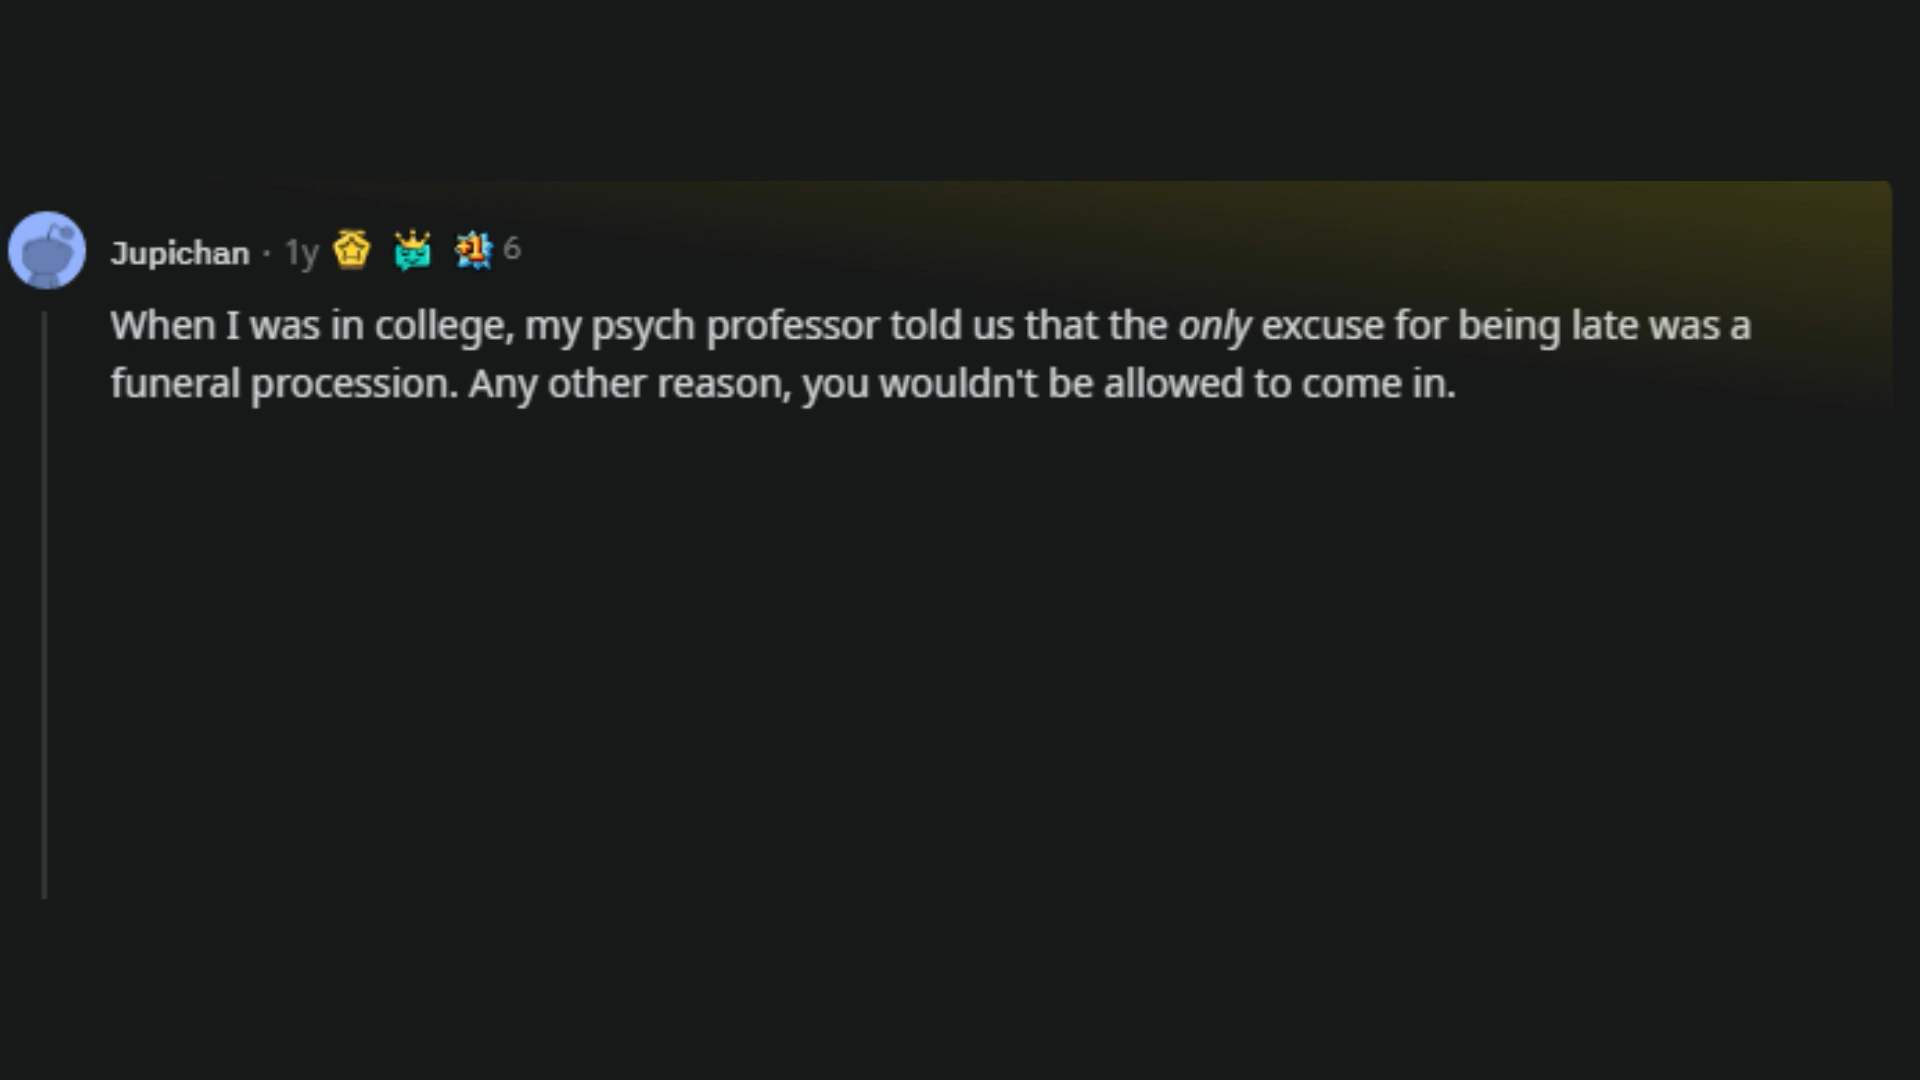 Jupichan · 1y 6
When I was in college, my psych professor told us that the only excuse for being late was a
funeral procession. Any other reason, you wouldn't be allowed to come in.